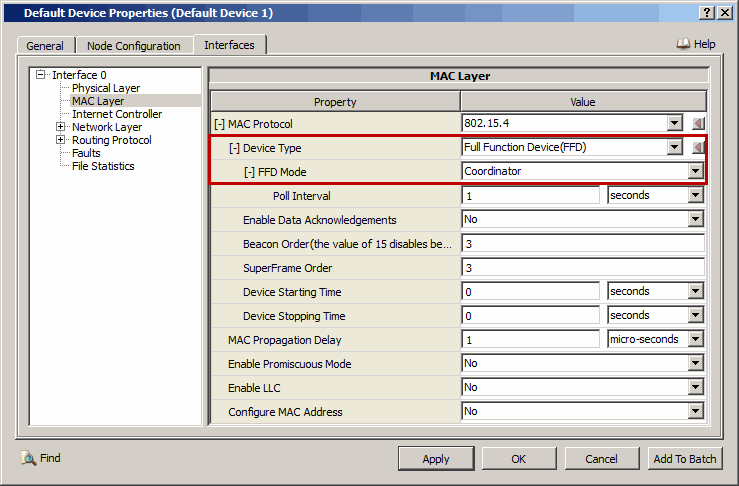 Default Device Properties (Default Device 1)
General Node Configuration Interfaces Help
Interface 0
Physical Layer
MAC Layer
Internet Controller
Network Layer
Routing Protocol
Faults
File Statistics
MAC Layer
Property Value
[-] MAC Protocol 802.15.4
[-] Device Type Full Function Device(FFD)
[-] FFD Mode Coordinator
Poll Interval 1 seconds
Enable Data Acknowledgements No
Beacon Order(the value of 15 disables be... 3
SuperFrame Order 3
Device Starting Time 0 seconds
Device Stopping Time 0 seconds
MAC Propagation Delay 1 micro-seconds
Enable Promiscuous Mode No
Enable LLC No
Configure MAC Address No
Find Apply OK Cancel Add To Batch